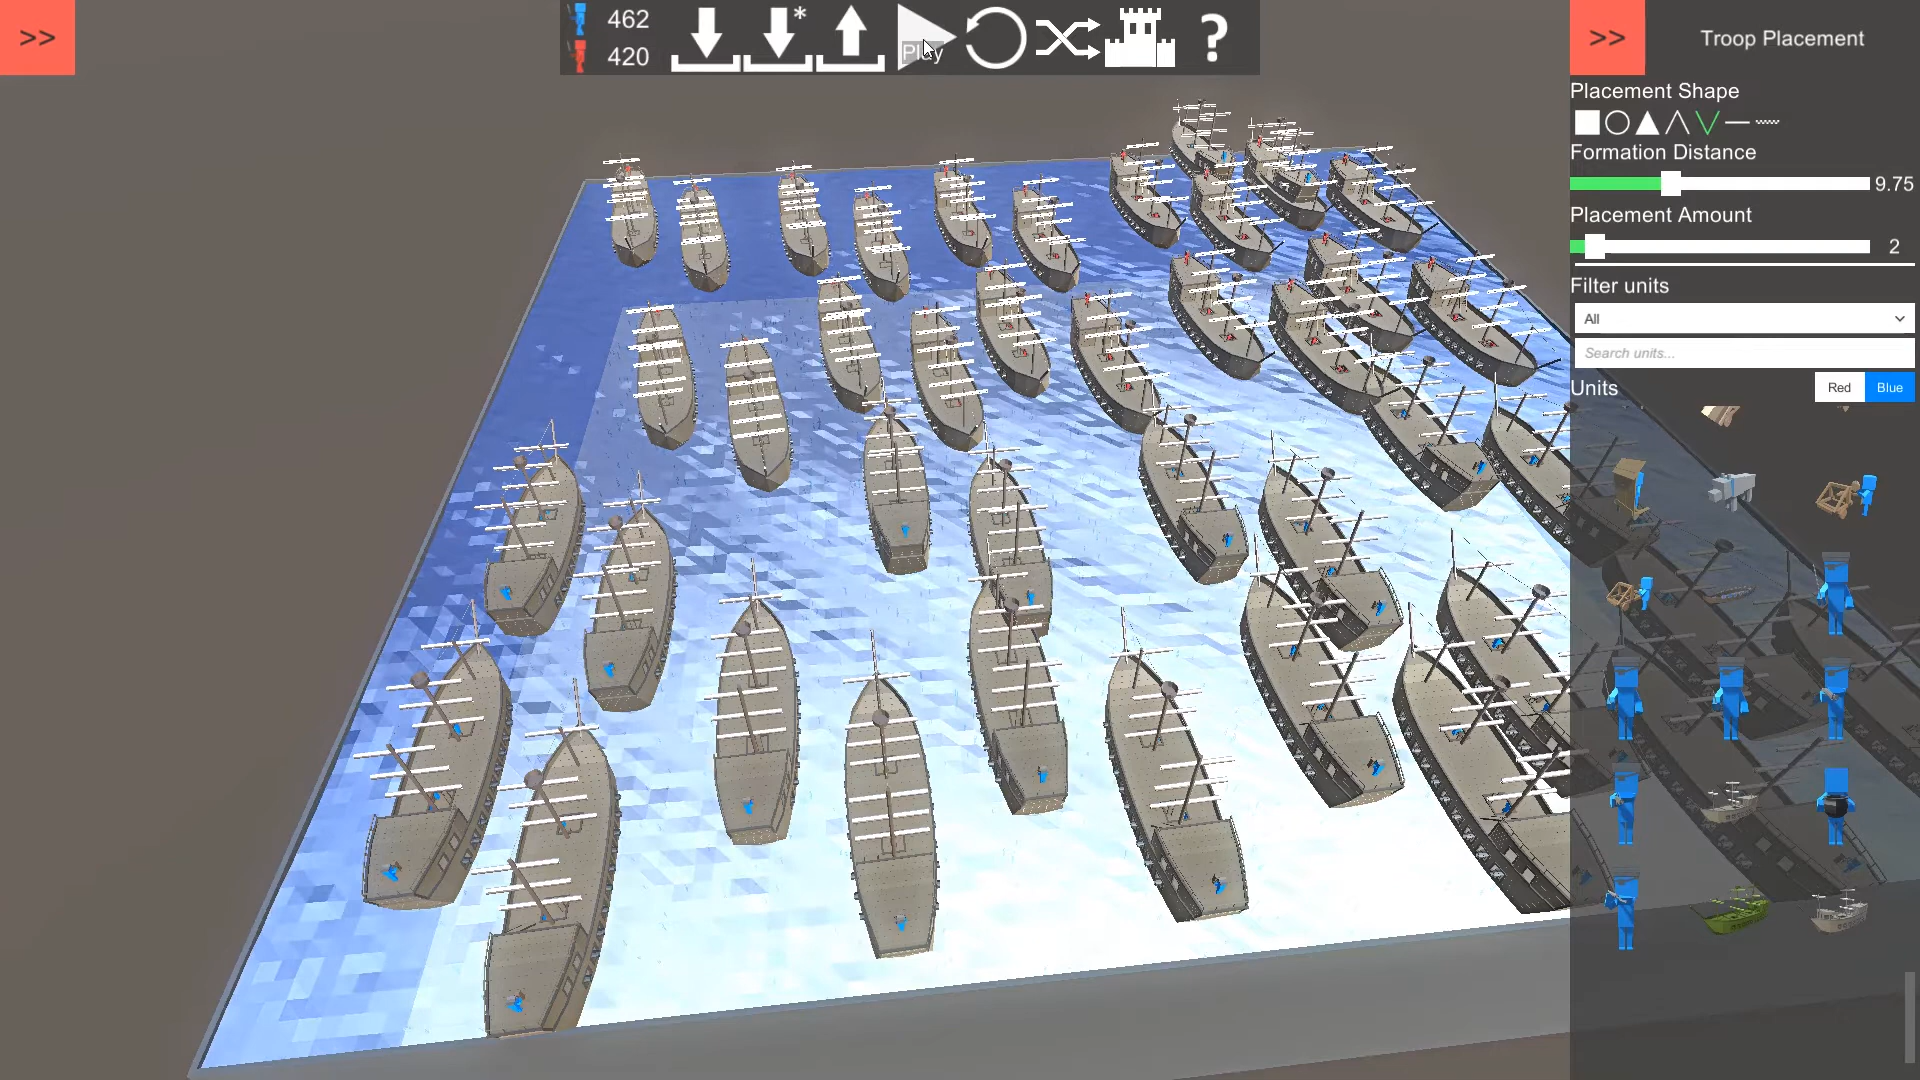 >>
462
420
*
Play
?
>>
Troop Placement
Placement Shape
Formation Distance
9.75
Placement Amount
2
Filter units
All
Search units...
Units
Red
Blue